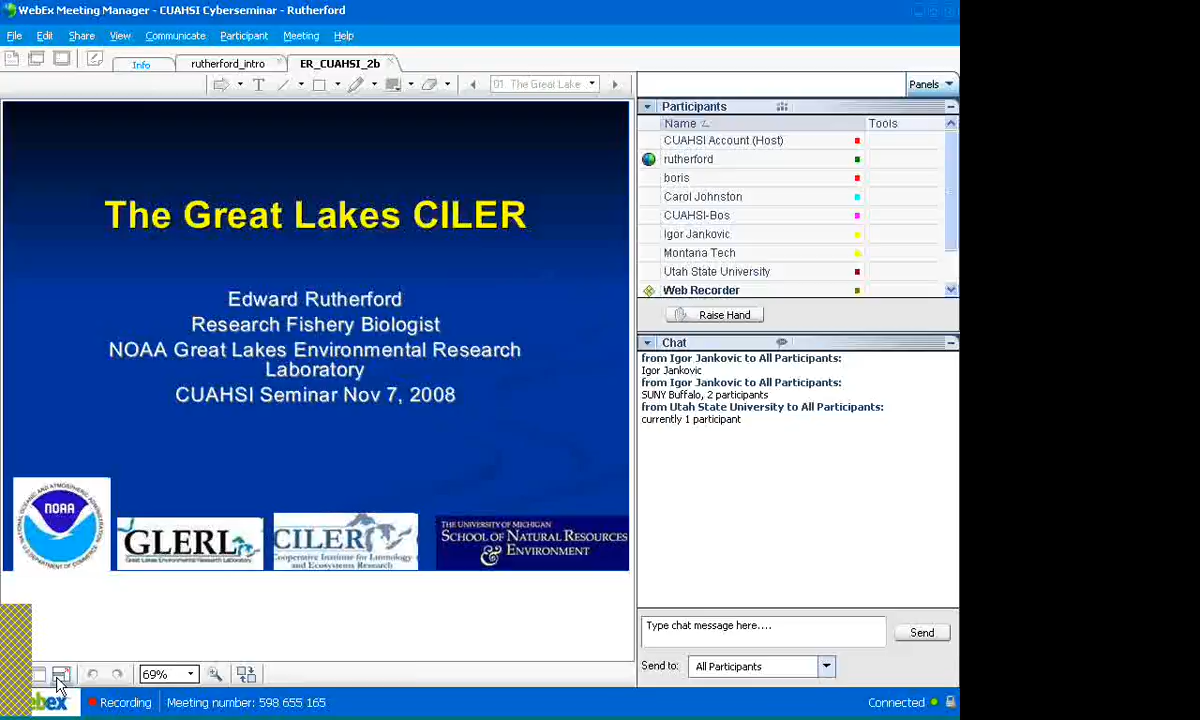 WebEx Meeting Manager - CUAHSI Cyberseminar - Rutherford
File Edit Share View Communicate Participant Meeting Help
Info rutherford_intro ER_CUAHSI_2b
T 01 The Great Lake
Panels
The Great Lakes CILER
Edward Rutherford
Research Fishery Biologist
NOAA Great Lakes Environmental Research
Laboratory
CUAHSI Seminar Nov 7, 2008
NOAA
GLERL
Great Lakes Environmental Research Laboratory
CILER
Cooperative Institute for Limnology
and Ecosystems Research
THE UNIVERSITY OF MICHIGAN
SCHOOL OF NATURAL RESOURCES
& ENVIRONMENT
Participants
Name Tools
CUAHSI Account (Host)
rutherford
boris
Carol Johnston
CUAHSI-Bos
Igor Jankovic
Montana Tech
Utah State University
Web Recorder
Raise Hand
Chat
from Igor Jankovic to All Participants:
Igor Jankovic
from Igor Jankovic to All Participants:
SUNY Buffalo, 2 participants
from Utah State University to All Participants:
currently 1 participant
Type chat message here....
Send
Send to: All Participants
69%
ebex Recording Meeting number: 598 655 165 Connected